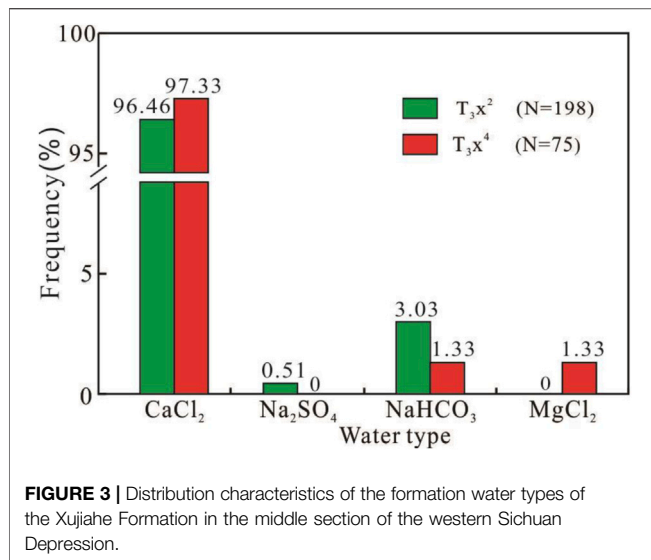 100
96.46 97.33
T₃x² (N=198)
T₃x⁴ (N=75)
95
Frequency(%)
5
3.03
1.33 1.33
0.51 0 0
0
CaCl₂ Na₂SO₄ NaHCO₃ MgCl₂
Water type
FIGURE 3 | Distribution characteristics of the formation water types of
the Xujiahe Formation in the middle section of the western Sichuan
Depression.